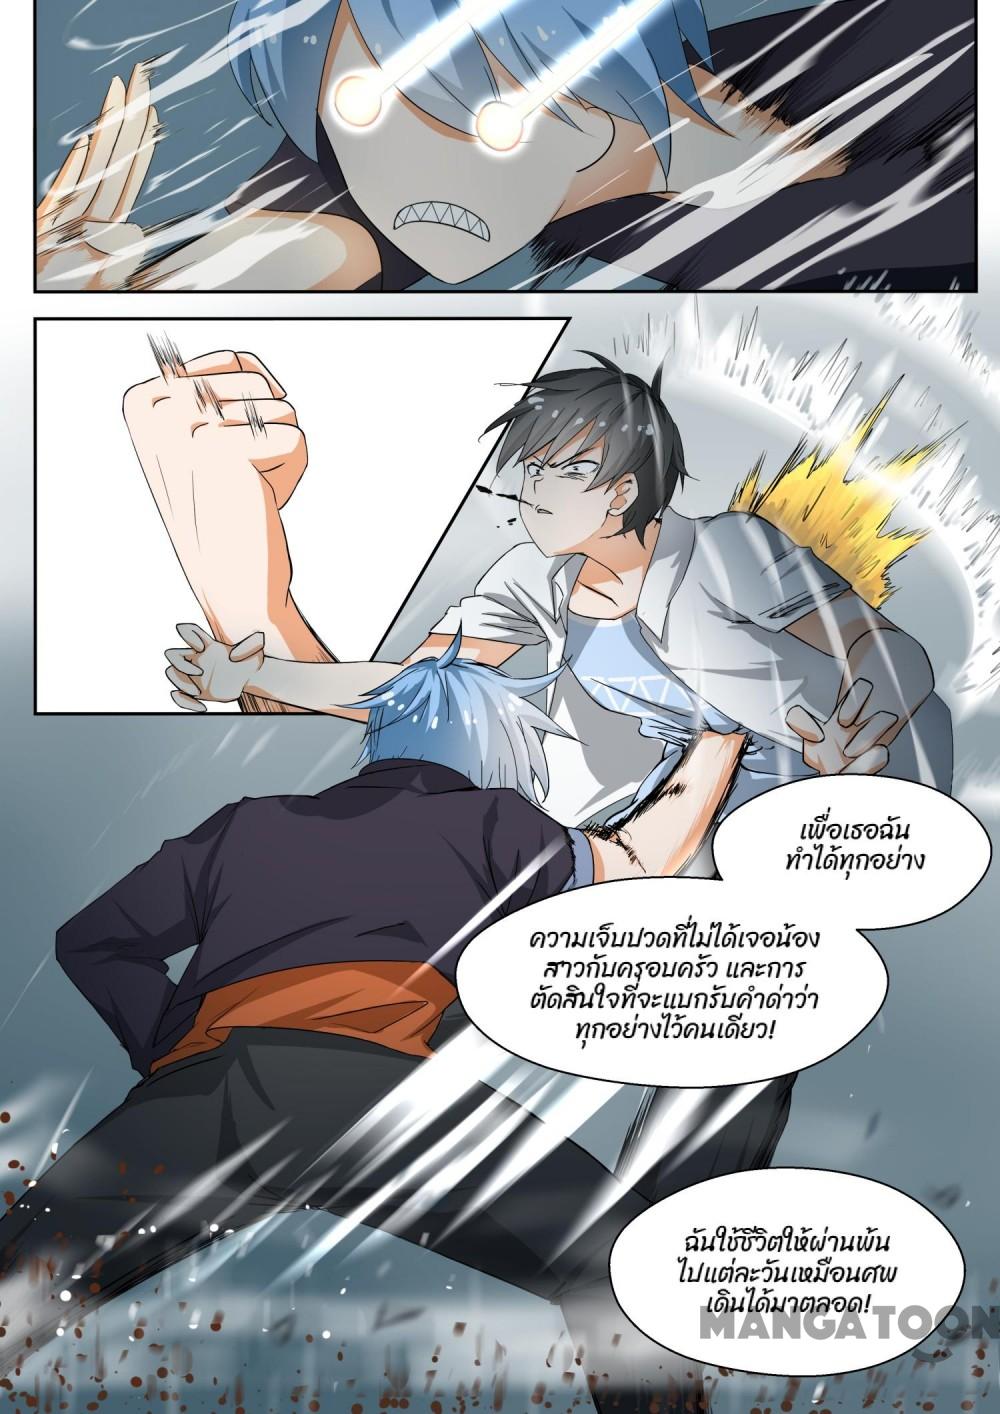 เพื่อเธอฉัน
ทำได้ทุกอย่าง
ความเจ็บปวดที่ไม่ได้เจอน้อง
สาวกับครอบครัว และการ
ตัดสินใจที่จะแบกรับคำด่าว่า
ทุกอย่างไว้คนเดียว!
ฉันใช้ชีวิตให้ผ่านพ้น
ไปแต่ละวันเหมือนศพ
เดินได้มาตลอด!
MANGATOON